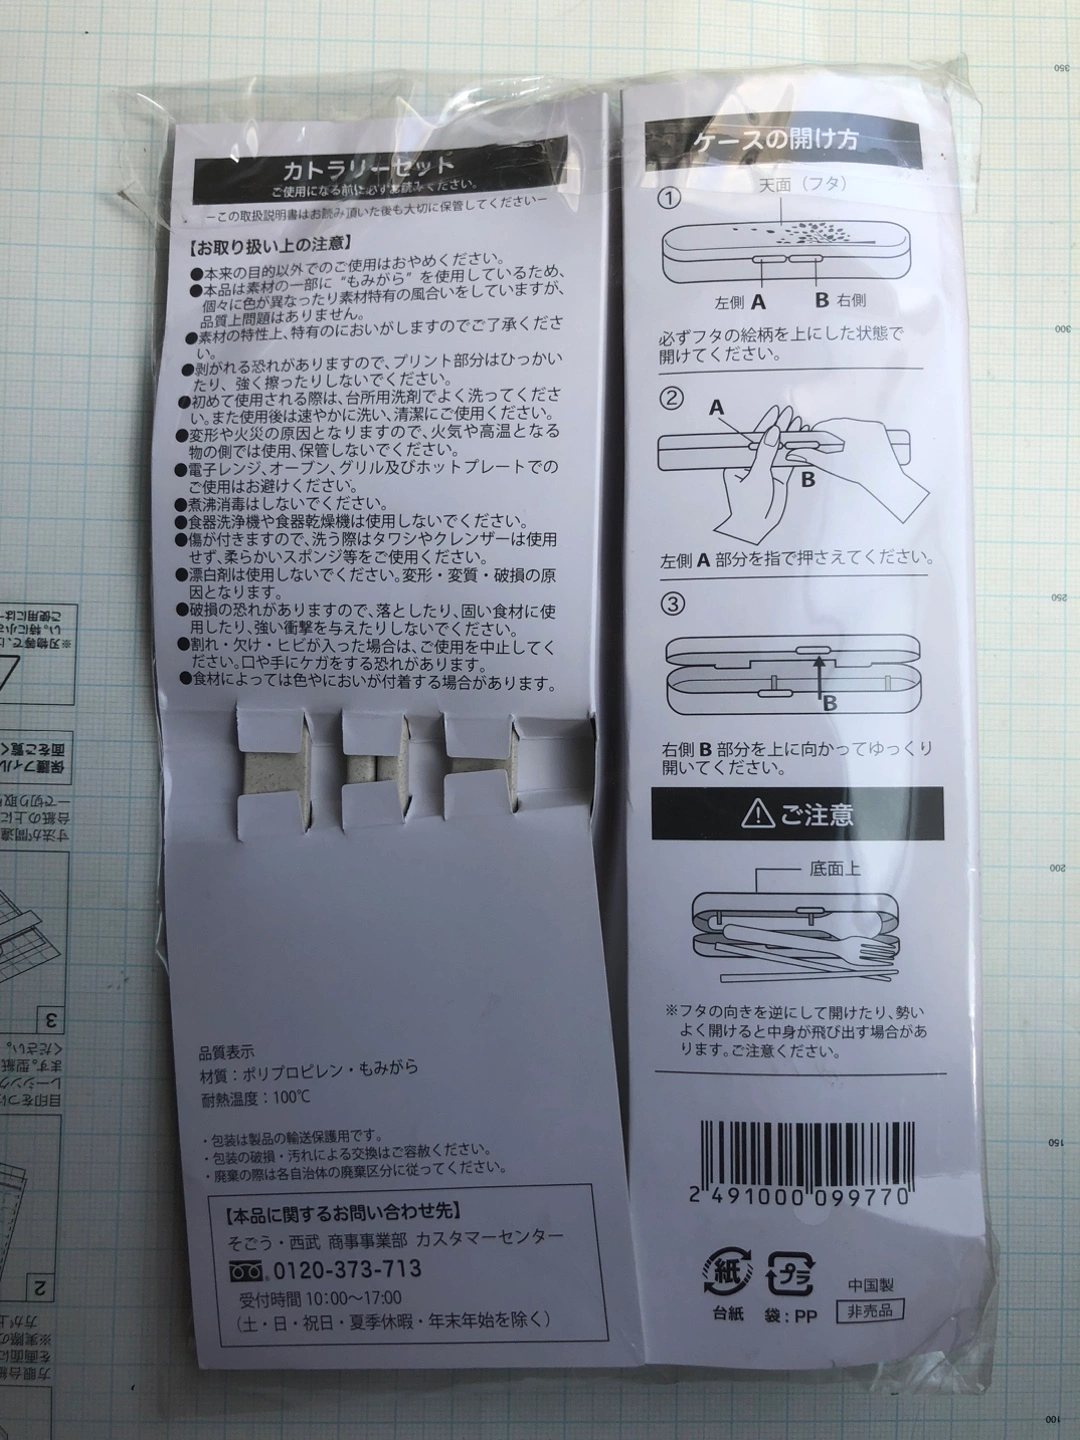 カトラリーセット
ご使用になる前に必ずお読みください。
ーこの取扱説明書はお読み頂いた後も大切に保管してくださいー
【お取り扱い上の注意】
●本来の目的以外でのご使用はおやめください。
●本品は素材の一部に“もみがら”を使用しているため、
個々に色が異なったり素材特有の風合いをしていますが、
品質上問題はありません。
●素材の特性上、特有のにおいがしますのでご了承くださ
い。
●剥がれる恐れがありますので、プリント部分はひっかい
たり、強く擦ったりしないでください。
●初めて使用される際は、台所用洗剤でよく洗ってくださ
い。また使用後は速やかに洗い、清潔にご使用ください。
●変形や火災の原因となりますので、火気や高温となる
物の側では使用、保管しないでください。
●電子レンジ、オーブン、グリル及びホットプレートでの
ご使用はお避けください。
●煮沸消毒はしないでください。
●食器洗浄機や食器乾燥機は使用しないでください。
●傷が付きますので、洗う際はタワシやクレンザーは使用
せず、柔らかいスポンジ等をご使用ください。
●漂白剤は使用しないでください。変形・変質・破損の原
因となります。
●破損の恐れがありますので、落としたり、固い食材に使
用したり、強い衝撃を与えたりしないでください。
●割れ・欠け・ヒビが入った場合は、ご使用を中止してく
ださい。口や手にケガをする恐れがあります。
●食材によっては色やにおいが付着する場合があります。
品質表示
材質：ポリプロピレン・もみがら
耐熱温度：100℃
・包装は製品の輸送保護用です。
・包装の破損・汚れによる交換はご容赦ください。
・廃棄の際は各自治体の廃棄区分に従ってください。
【本品に関するお問い合わせ先】
そごう・西武 商事事業部 カスタマーセンター
0120-373-713
受付時間 10：00〜17:00
（土・日・祝日・夏季休暇・年末年始を除く）
ケースの開け方
① 天面（フタ）
左側 A B 右側
必ずフタの絵柄を上にした状態で
開けてください。
② A
B
左側 A 部分を指で押さえてください。
③
B
右側 B 部分を上に向かってゆっくり
開いてください。
⚠ご注意
底面上
※フタの向きを逆にして開けたり、勢い
よく開けると中身が飛び出す場合があ
ります。ご注意ください。
2 491000 099770
紙 プラ 中国製
台紙 袋：PP 非売品
350
300
250
200
150
100
3
2